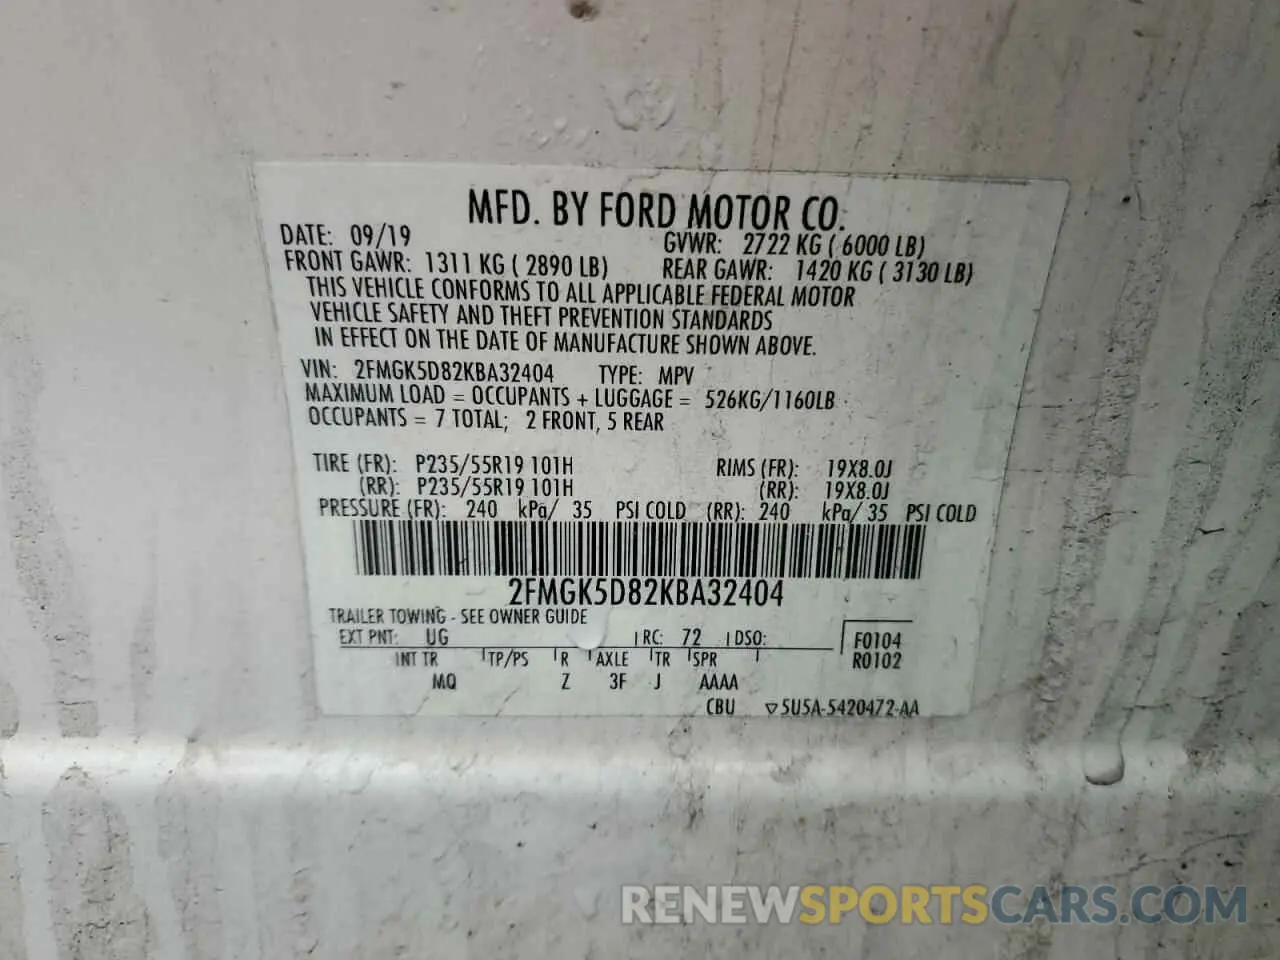 MFD. BY FORD MOTOR CO.
DATE: 09/19 GVWR: 2722 KG ( 6000 LB)
FRONT GAWR: 1311 KG ( 2890 LB) REAR GAWR: 1420 KG ( 3130 LB)
THIS VEHICLE CONFORMS TO ALL APPLICABLE FEDERAL MOTOR
VEHICLE SAFETY AND THEFT PREVENTION STANDARDS
IN EFFECT ON THE DATE OF MANUFACTURE SHOWN ABOVE.
VIN: 2FMGK5D82KBA32404 TYPE: MPV
MAXIMUM LOAD = OCCUPANTS + LUGGAGE = 526KG/1160LB
OCCUPANTS = 7 TOTAL; 2 FRONT, 5 REAR
TIRE (FR): P235/55R19 101H RIMS (FR): 19X8.0J
(RR): P235/55R19 101H (RR): 19X8.0J
PRESSURE (FR): 240 kPa/ 35 PSI COLD (RR): 240 kPa/ 35 PSI COLD
2FMGK5D82KBA32404
TRAILER TOWING - SEE OWNER GUIDE
EXT PNT: UG RC: 72 DSO: F0104
INT TR TP/PS R AXLE TR SPR R0102
MQ Z 3F J AAAA
CBU ▽5U5A-5420472-AA
RENEWSPORTSCARS.COM